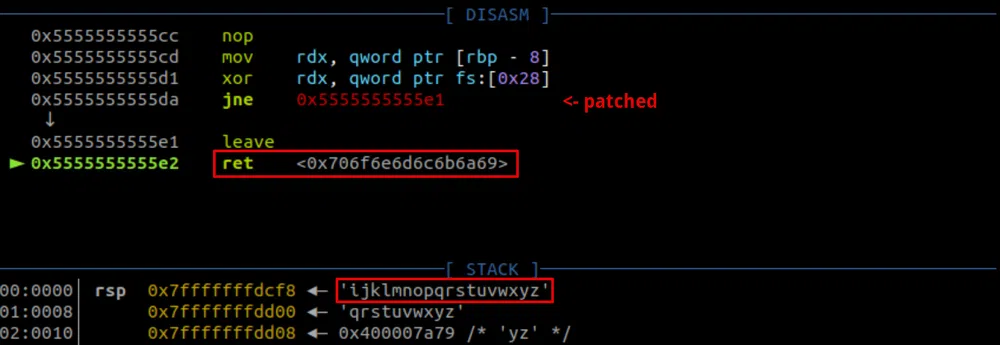 [ DISASM ]
0x5555555555cc nop
0x5555555555cd mov rdx, qword ptr [rbp - 8]
0x5555555555d1 xor rdx, qword ptr fs:[0x28]
0x5555555555da jne 0x5555555555e1 <- patched
↓
0x5555555555e1 leave
► 0x5555555555e2 ret <0x706f6e6d6c6b6a69>
[ STACK ]
00:0000│ rsp 0x7fffffffdcf8 ◄— 'ijklmnopqrstuvwxyz'
01:0008│ 0x7fffffffdd00 ◄— 'qrstuvwxyz'
02:0010│ 0x7fffffffdd08 ◄— 0x400007a79 /* 'yz' */